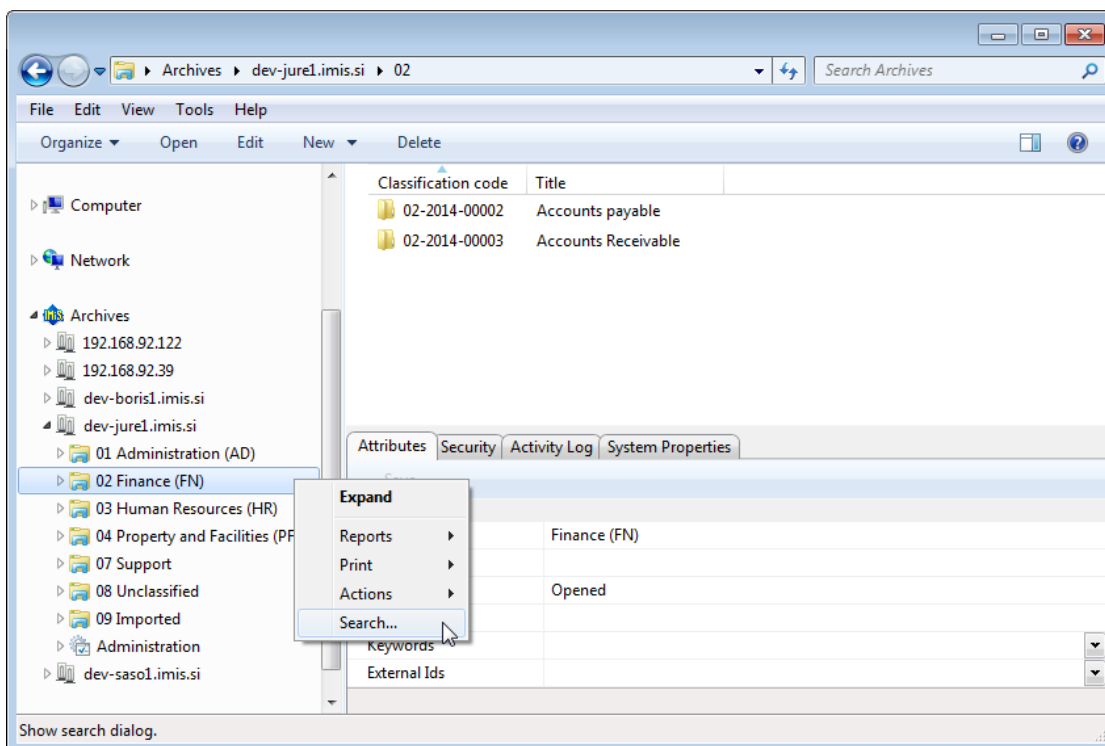 Archives dev-jure1.imis.si 02
Search Archives
File Edit View Tools Help
Organize Open Edit New Delete
Computer
Network
Archives
192.168.92.122
192.168.92.39
dev-boris1.imis.si
dev-jure1.imis.si
01 Administration (AD)
02 Finance (FN)
03 Human Resources (HR)
04 Property and Facilities (PF
07 Support
08 Unclassified
09 Imported
Administration
dev-saso1.imis.si
Classification code Title
02-2014-00002 Accounts payable
02-2014-00003 Accounts Receivable
Attributes Security Activity Log System Properties
Expand
Reports
Print
Actions
Search...
Finance (FN)
Opened
Keywords
External Ids
Show search dialog.